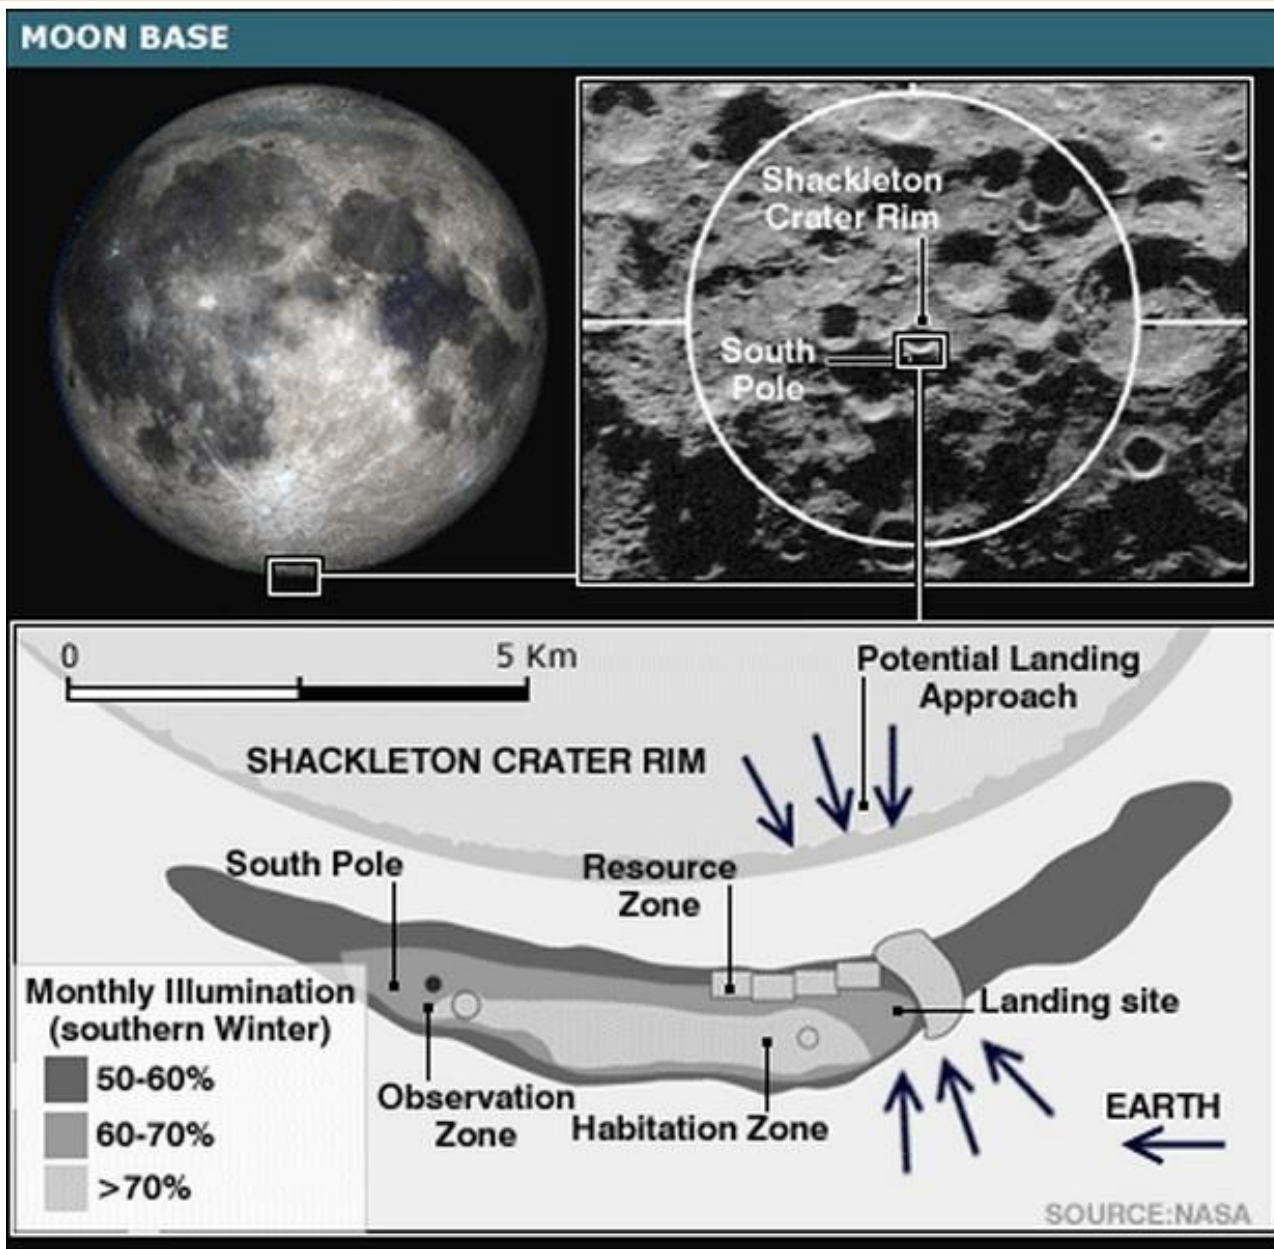 MOON BASE
Shackleton
Crater Rim
South
Pole
0
5 Km
Potential Landing
Approach
SHACKLETON CRATER RIM
South Pole
Resource
Zone
Monthly Illumination
(southern Winter)
50-60%
60-70%
>70%
Landing site
Observation
Zone
Habitation Zone
EARTH
SOURCE:NASA